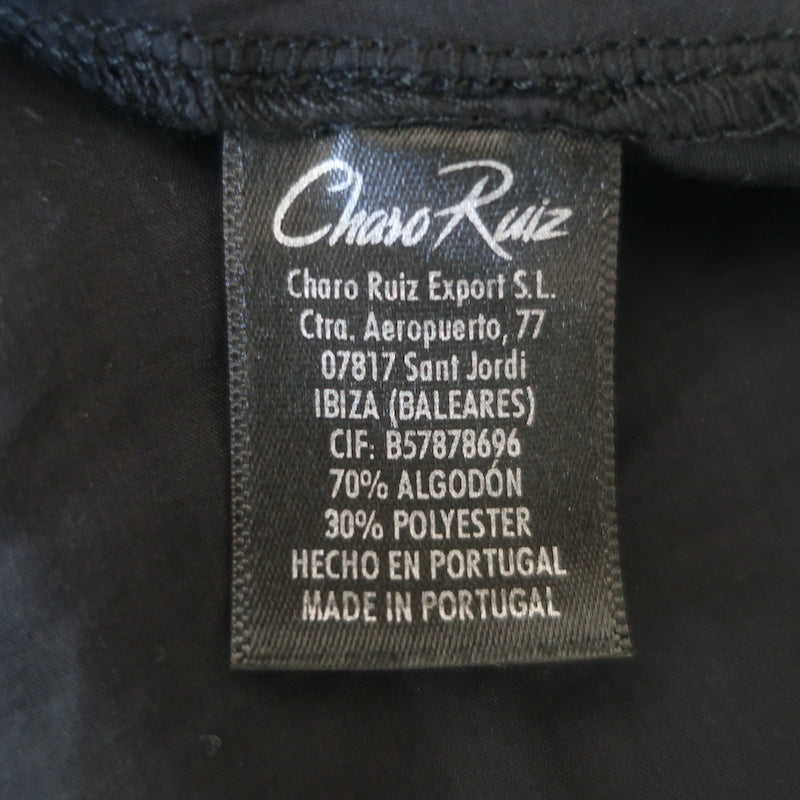 Charo Ruiz
Charo Ruiz Export S.L.
Ctra. Aeropuerto, 77
07817 Sant Jordi
IBIZA (BALEARES)
CIF: B57878696
70% ALGODÓN
30% POLYESTER
HECHO EN PORTUGAL
MADE IN PORTUGAL